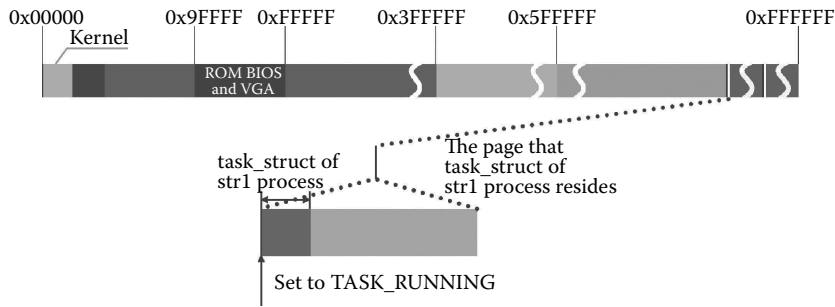 0x00000 0x9FFFF 0xFFFFF 0x3FFFFF 0x5FFFFF 0xFFFFFF
Kernel
ROM BIOS
and VGA
task_struct of
str1 process
The page that
task_struct of
str1 process resides
Set to TASK_RUNNING